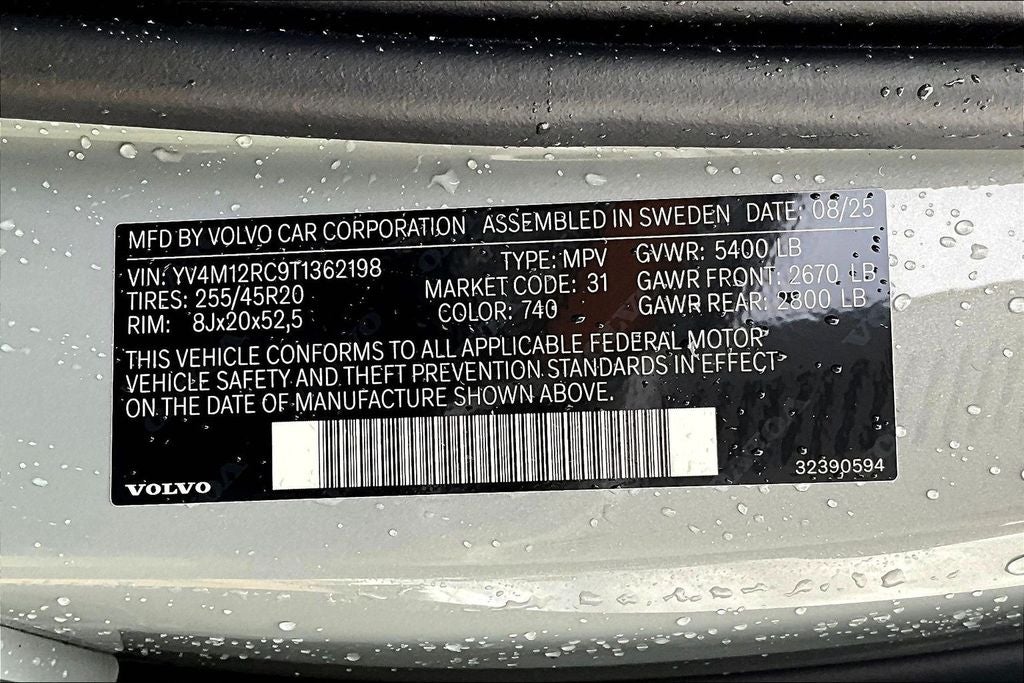 MFD BY VOLVO CAR CORPORATION ASSEMBLED IN SWEDEN DATE: 08/25
VIN: YV4M12RC9T1362198 TYPE: MPV GVWR: 5400 LB
TIRES: 255/45R20 MARKET CODE: 31 GAWR FRONT: 2670 LB
RIM: 8Jx20x52,5 COLOR: 740 GAWR REAR: 2800 LB
THIS VEHICLE CONFORMS TO ALL APPLICABLE FEDERAL MOTOR
VEHICLE SAFETY AND THEFT PREVENTION STANDARDS IN EFFECT
ON THE DATE OF MANUFACTURE SHOWN ABOVE.
VOLVO 32390594